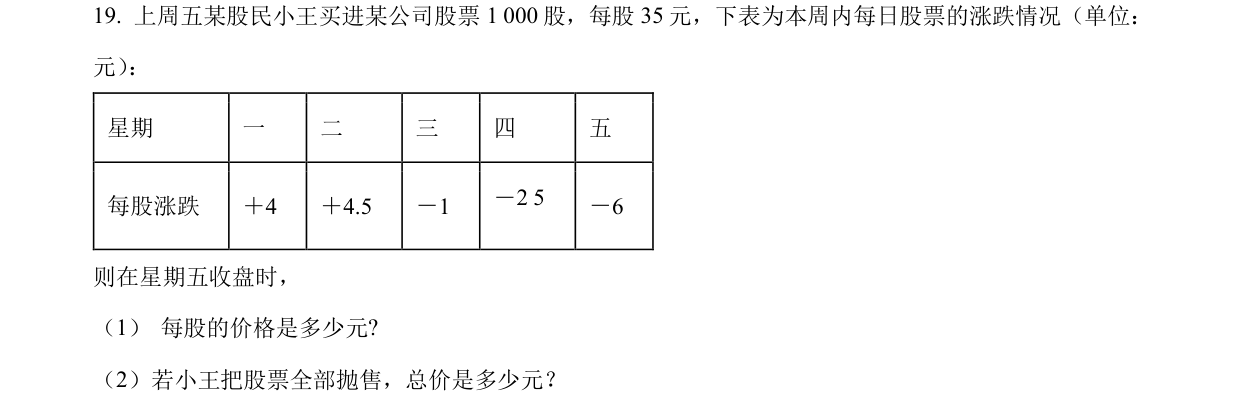 19. 上周五某股民小王买进某公司股票 1 000 股，每股 35 元，下表为本周内每日股票的涨跌情况（单位：
元）：
星期 一 二 三 四 五
每股涨跌 ＋4 ＋4.5 －1 －2 5 －6
则在星期五收盘时，
（1） 每股的价格是多少元?
（2）若小王把股票全部抛售，总价是多少元？